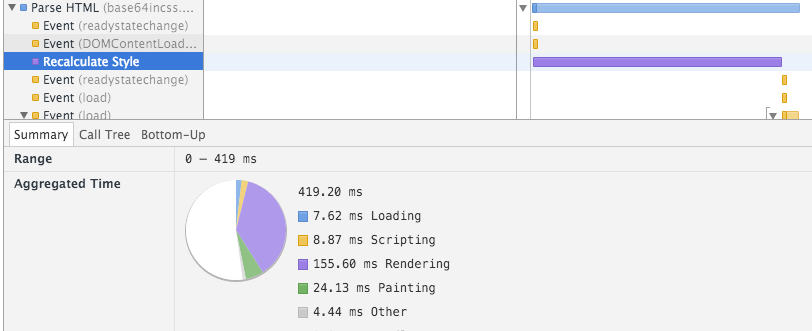 Parse HTML (base64incss....
Event (readystatechange)
Event (DOMContentLoad...
Recalculate Style
Event (readystatechange)
Event (load)
Event (load)
Summary Call Tree Bottom-Up
Range 0 – 419 ms
Aggregated Time
419.20 ms
7.62 ms Loading
8.87 ms Scripting
155.60 ms Rendering
24.13 ms Painting
4.44 ms Other